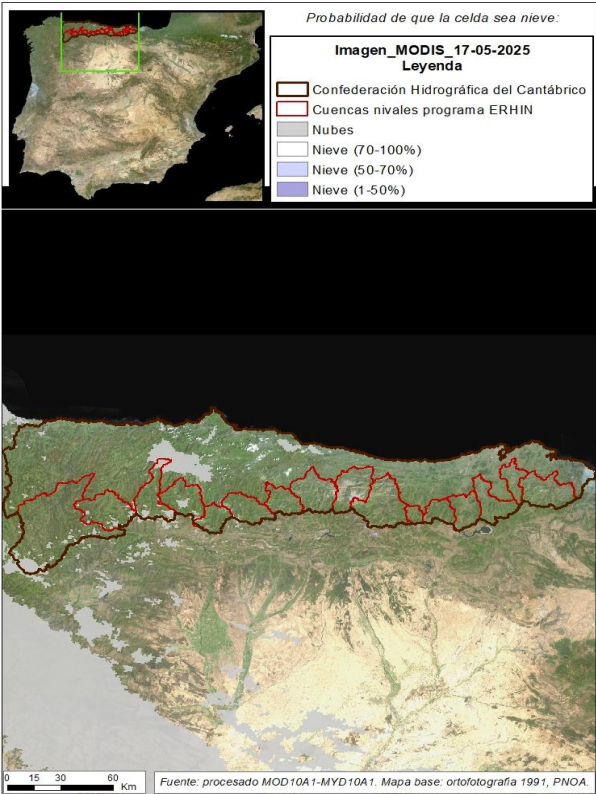 Probabilidad de que la celda sea nieve:
Imagen_MODIS_17-05-2025
Leyenda
Confederación Hidrográfica del Cantábrico
Cuencas nivales programa ERHIN
Nubes
Nieve (70-100%)
Nieve (50-70%)
Nieve (1-50%)
0 15 30 60
Km
Fuente: procesado MOD10A1-MYD10A1. Mapa base: ortofotografía 1991, PNOA.